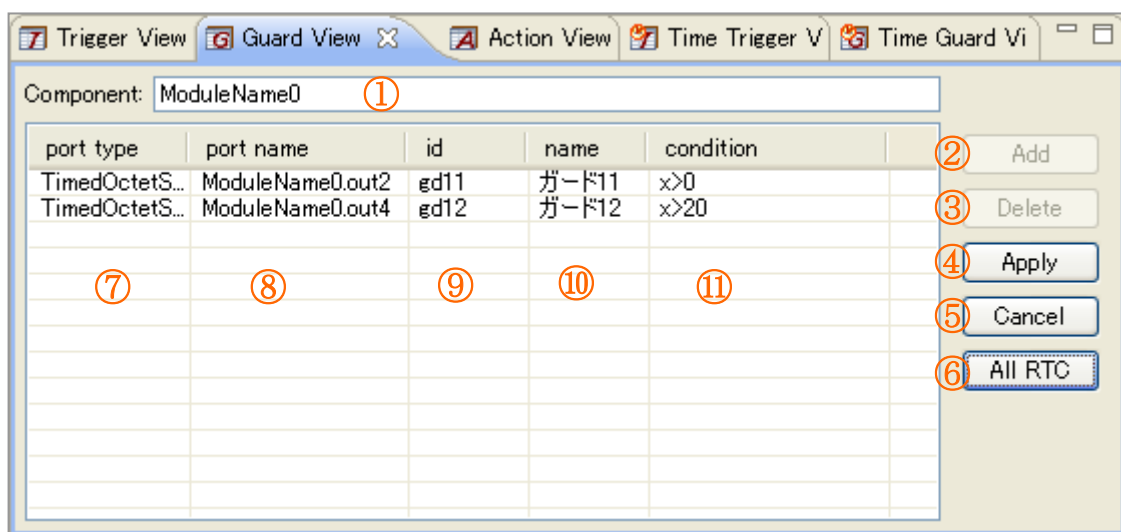 Trigger View Guard View Action View Time Trigger V Time Guard Vi
Component: ModuleName0 ①
port type port name id name condition ② Add
TimedOctetS... ModuleName0.out2 gd11 ガード11 x>0
TimedOctetS... ModuleName0.out4 gd12 ガード12 x>20 ③ Delete
⑦ ⑧ ⑨ ⑩ ⑪ ④ Apply
⑤ Cancel
⑥ All RTC